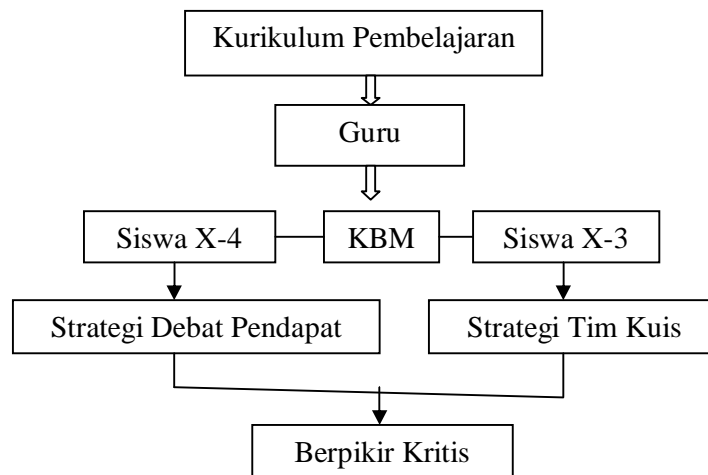 Kurikulum Pembelajaran
Guru
Siswa X-4
KBM
Siswa X-3
Strategi Debat Pendapat
Strategi Tim Kuis
Berpikir Kritis